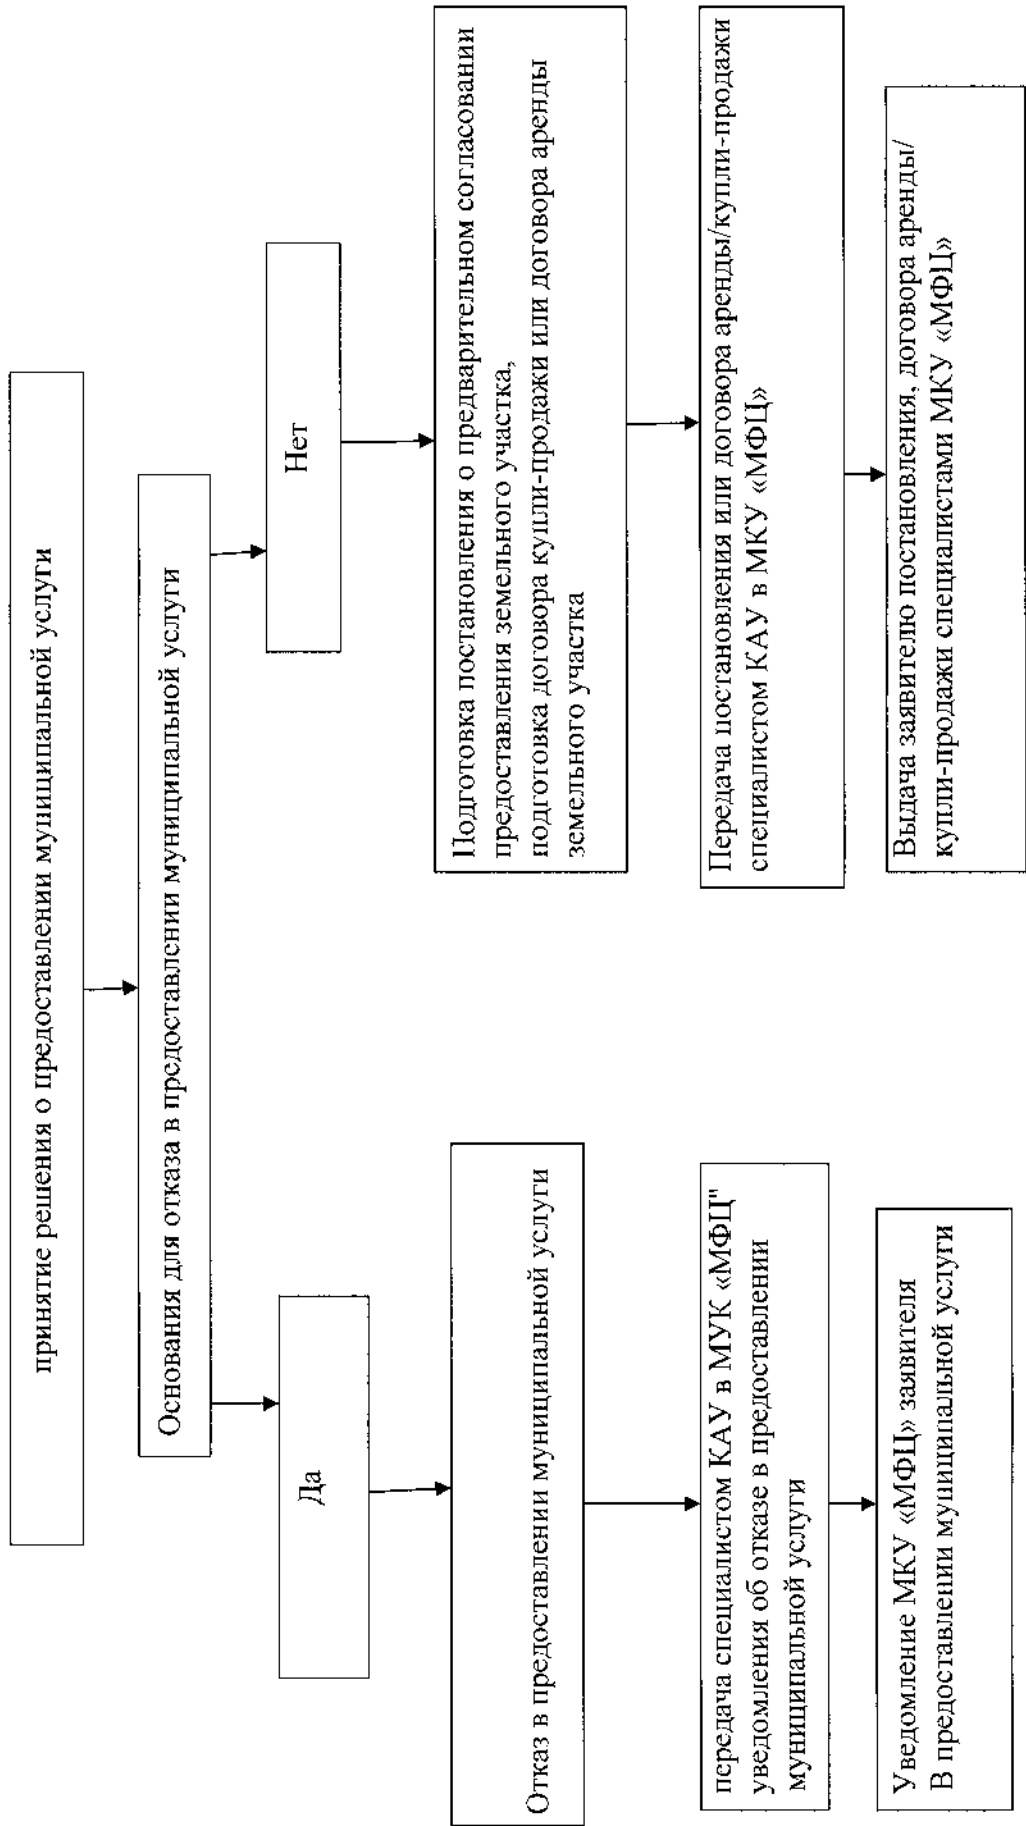 принятие решения о предоставлении муниципальной услуги
Основания для отказа в предоставлении муниципальной услуги
Да
Нет
Отказ в предоставлении муниципальной услуги
Подготовка постановления о предварительном согласовании
предоставления земельного участка,
подготовка договора купли-продажи или договора аренды
земельного участка
передача специалистом КАУ в МУК «МФЦ"
уведомления об отказе в предоставлении
муниципальной услуги
Передача постановления или договора аренды/купли-продажи
специалистом КАУ в МКУ «МФЦ»
Уведомление МКУ «МФЦ» заявителя
В предоставлении муниципальной услуги
Выдача заявителю постановления, договора аренды/
купли-продажи специалистами МКУ «МФЦ»